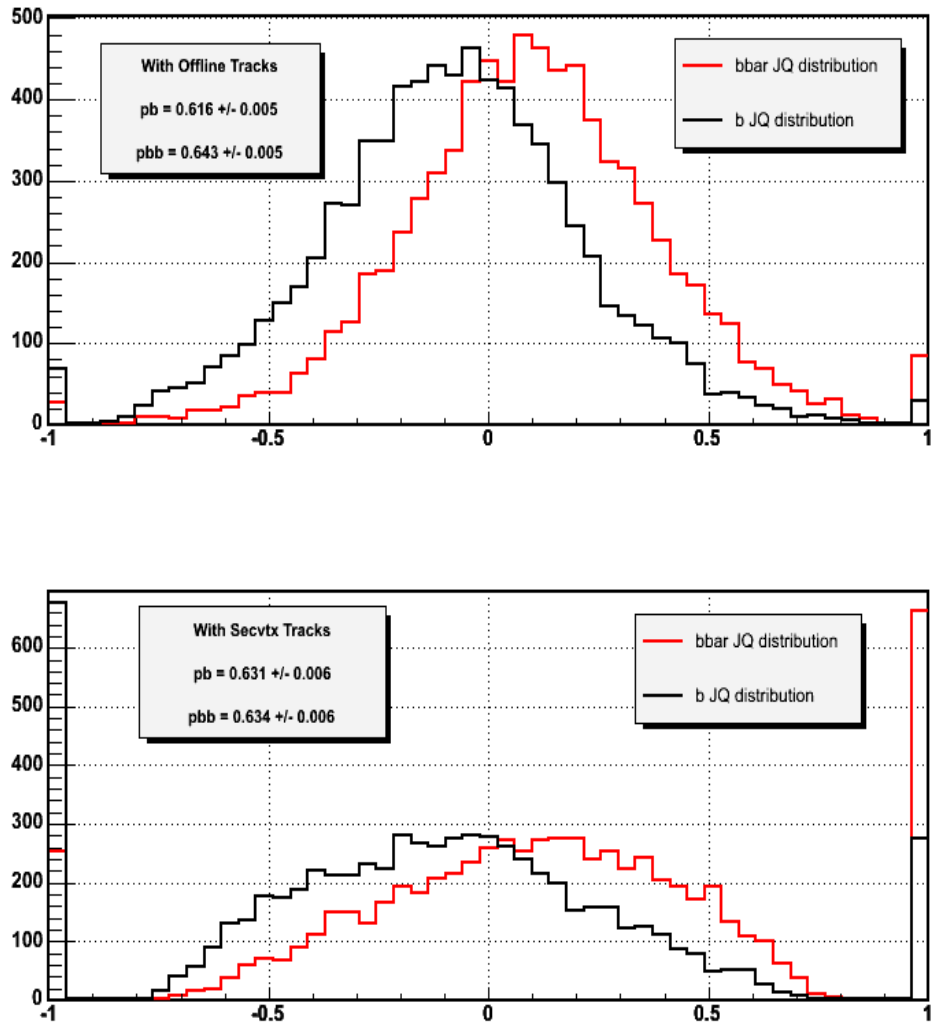 500
400
300
200
100
0
With Offline Tracks
pb = 0.616 +/- 0.005
pbb = 0.643 +/- 0.005
bbar JQ distribution
b JQ distribution
-1
-0.5
0
0.5
1
600
500
400
300
200
100
0
With Secvtx Tracks
pb = 0.631 +/- 0.006
pbb = 0.634 +/- 0.006
bbar JQ distribution
b JQ distribution
-1
-0.5
0
0.5
1